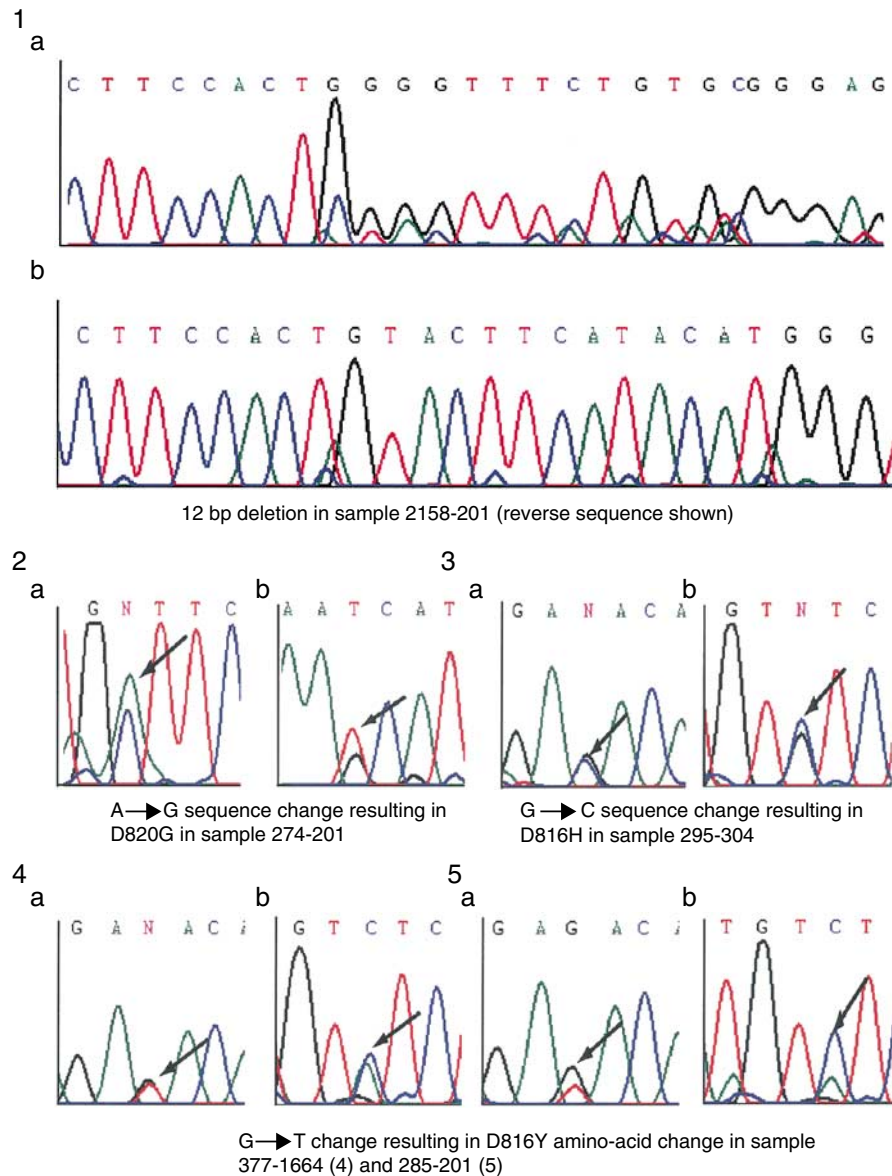 1
a
C T T C C A C T G G G G T T T C T G T G C G G G A G
b
C T T C C A C T G T A C T T C A T A C A T G G G
12 bp deletion in sample 2158-201 (reverse sequence shown)
2
a
G N T T C
b
A A T C A T
A→G sequence change resulting in
D820G in sample 274-201
3
a
G A N A C A
b
G T N T C
G→C sequence change resulting in
D816H in sample 295-304
4
a
G A N A C A
b
G T C T C
5
a
G A G A C A
b
T G T C T
G→T change resulting in D816Y amino-acid change in sample
377-1664 (4) and 285-201 (5)